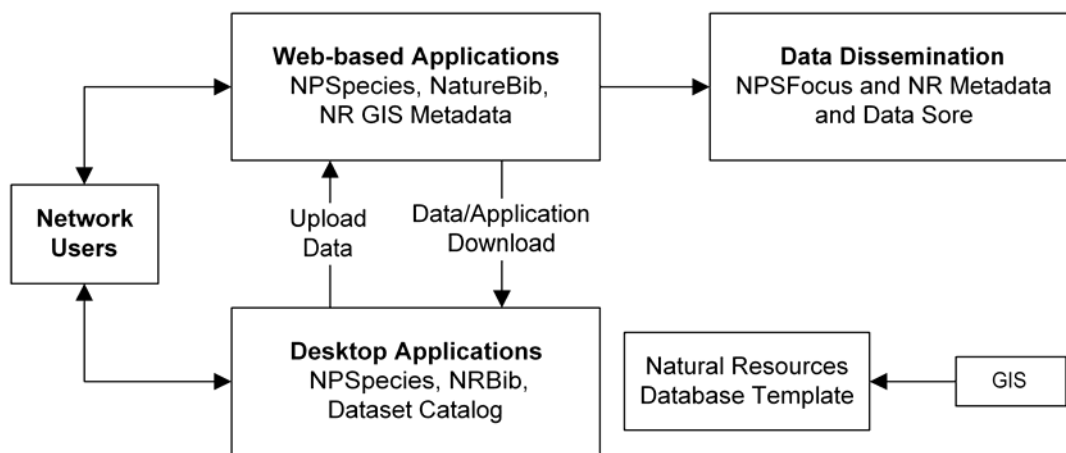 Web-based Applications
NPSpecies, NatureBib,
NR GIS Metadata
Data Dissemination
NPSFocus and NR Metadata
and Data Sore
Network
Users
Upload
Data
Data/Application
Download
Desktop Applications
NPSpecies, NRBib,
Dataset Catalog
Natural Resources
Database Template
GIS